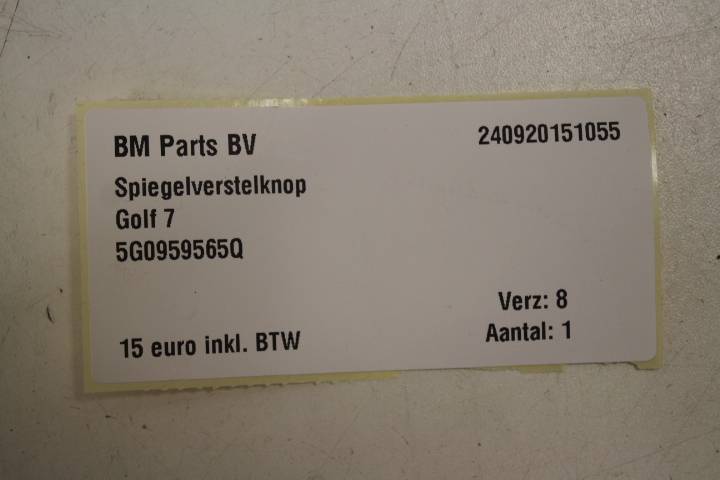 BM Parts BV
240920151055
Spiegelverstelknop
Golf 7
5G0959565Q
Verz: 8
15 euro inkl. BTW
Aantal: 1